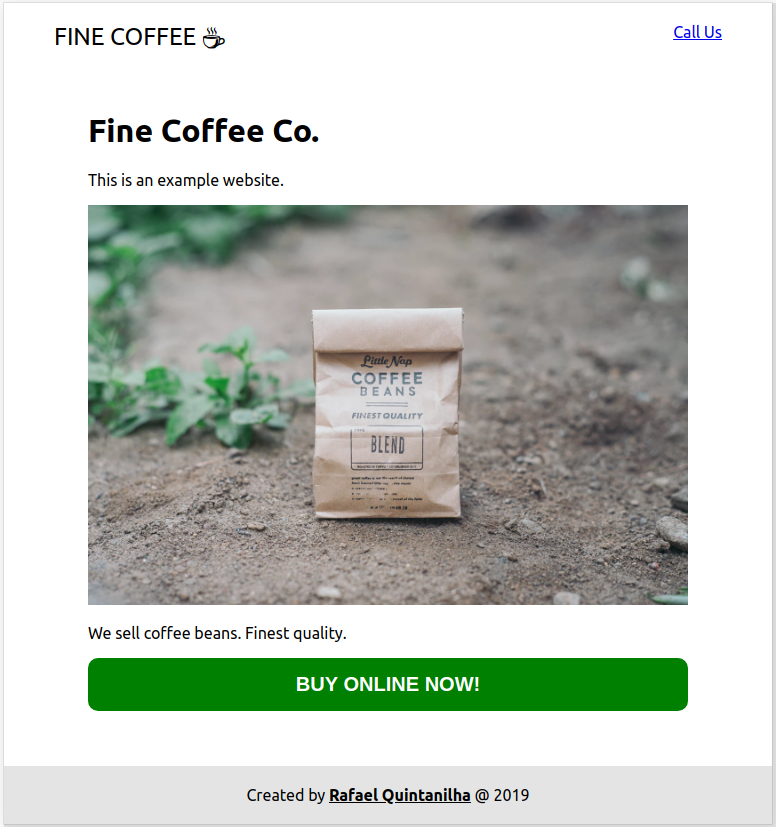 FINE COFFEE ☕
Call Us
Fine Coffee Co.
This is an example website.
Little Nap
COFFEE
BEANS
FINEST QUALITY
BLEND
We sell coffee beans. Finest quality.
BUY ONLINE NOW!
Created by Rafael Quintanilha @ 2019